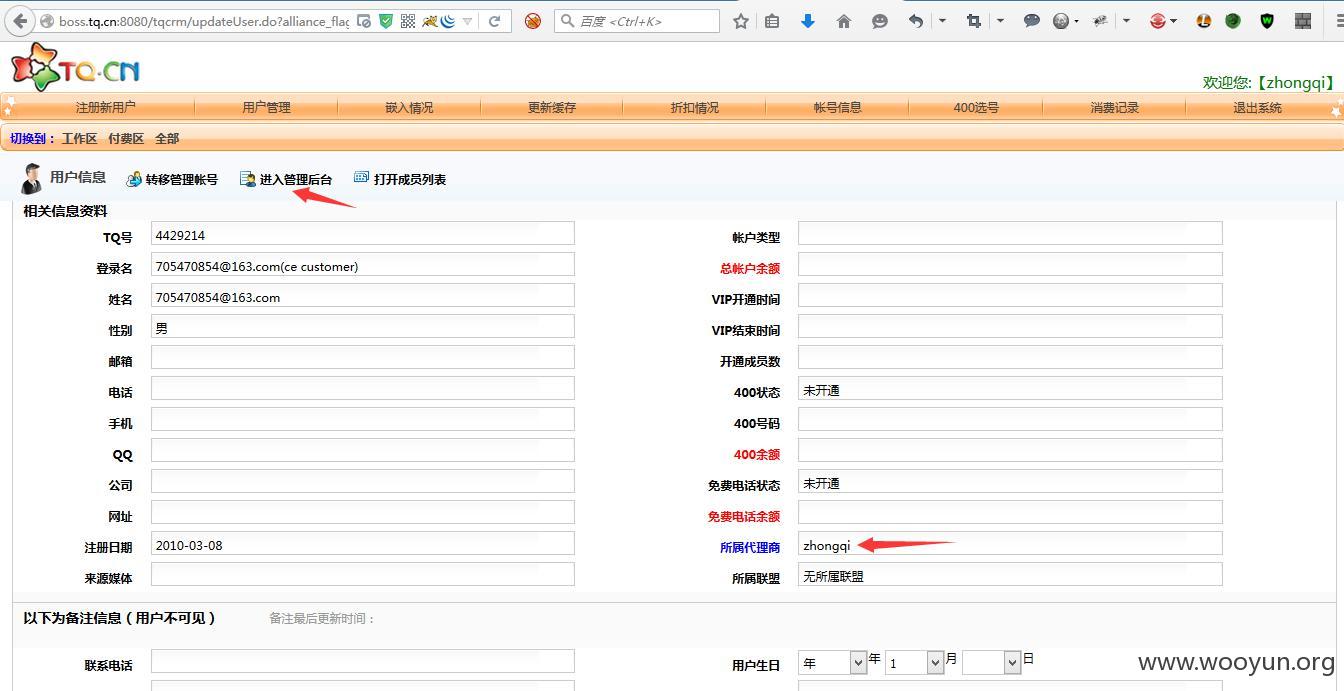 boss.tq.cn:8080/tqcrm/updateUser.do?alliance_flag
百度 <Ctrl+K>
TQ.CN
欢迎您:【zhongqi】
注册新用户 用户管理 嵌入情况 更新缓存 折扣情况 帐号信息 400选号 消费记录 退出系统
切换到： 工作区 付费区 全部
用户信息 转移管理帐号 进入管理后台 打开成员列表
相关信息资料
TQ号 4429214 帐户类型
登录名 705470854@163.com(ce customer) 总帐户余额
姓名 705470854@163.com VIP开通时间
性别 男 VIP结束时间
邮箱 开通成员数
电话 400状态 未开通
手机 400号码
QQ 400余额
公司 免费电话状态 未开通
网址 免费电话余额
注册日期 2010-03-08 所属代理商 zhongqi
来源媒体 所属联盟 无所属联盟
以下为备注信息（用户不可见） 备注最后更新时间：
联系电话 用户生日 年 年 1 月 日
www.wooyun.org